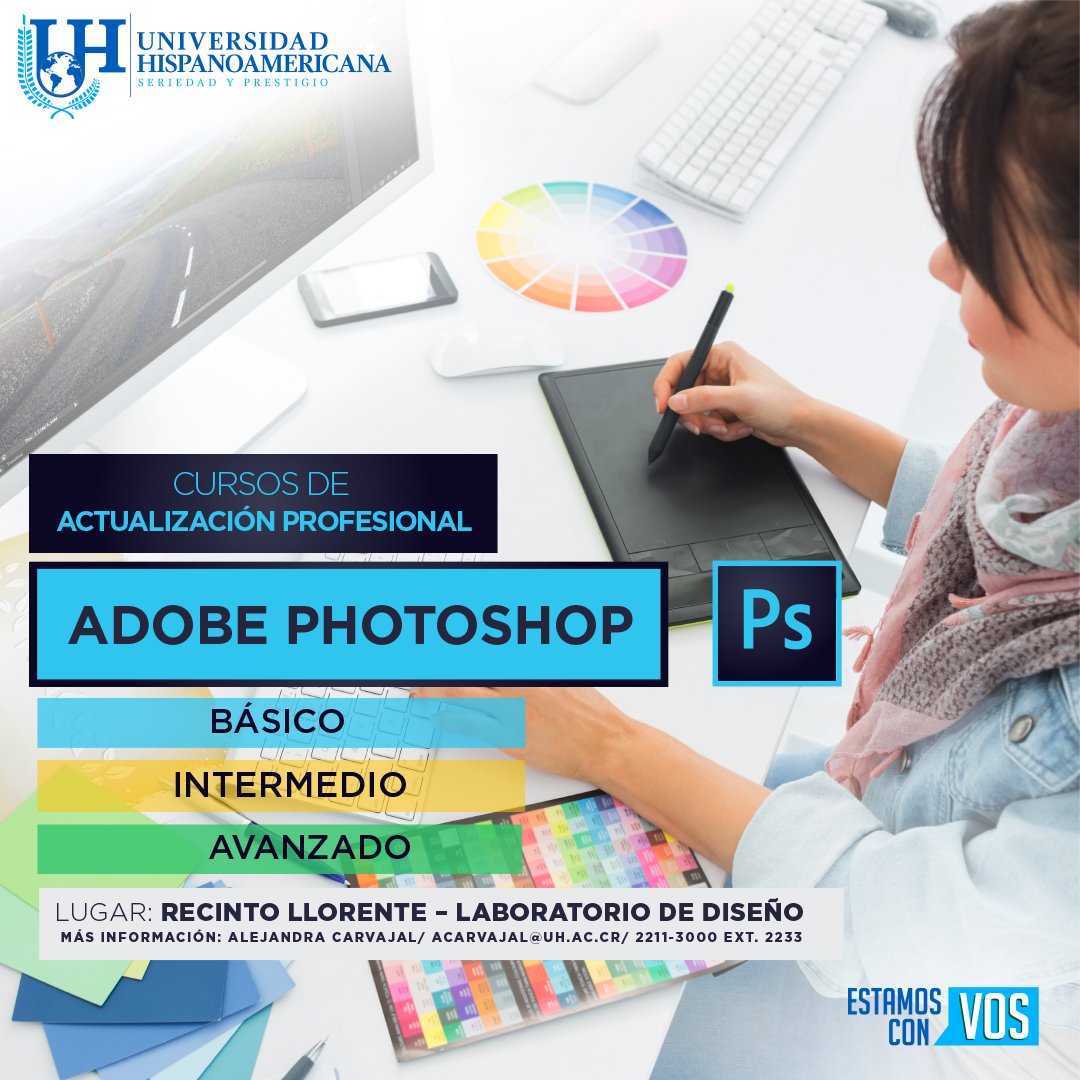 UH
UNIVERSIDAD
HISPANOAMERICANA
SERIEDAD Y PRESTIGIO
CURSOS DE
ACTUALIZACIÓN PROFESIONAL
ADOBE PHOTOSHOP
Ps
BÁSICO
INTERMEDIO
AVANZADO
LUGAR: RECINTO LLORENTE – LABORATORIO DE DISEÑO
MÁS INFORMACIÓN: ALEJANDRA CARVAJAL/ ACARVAJAL@UH.AC.CR/ 2211-3000 EXT. 2233
ESTAMOS
CON VOS